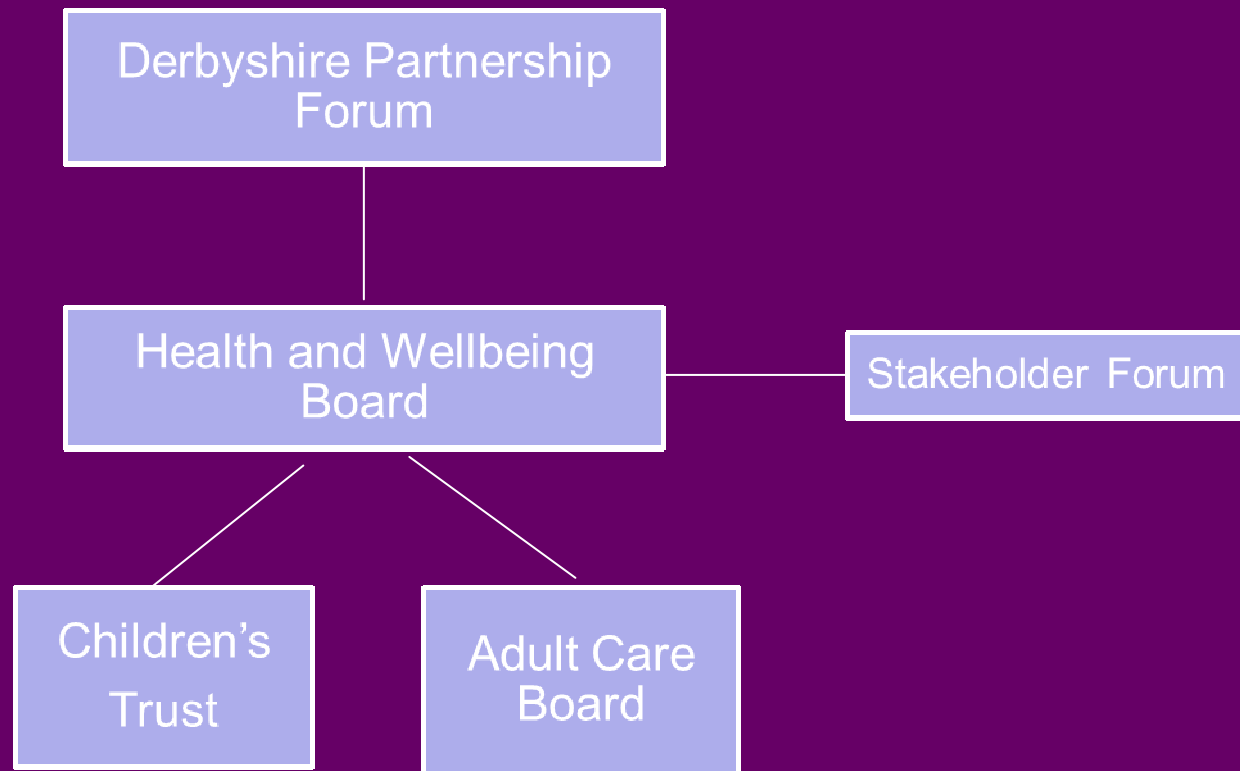 Derbyshire Partnership
Forum
Health and Wellbeing
Board
Stakeholder Forum
Children’s
Trust
Adult Care
Board